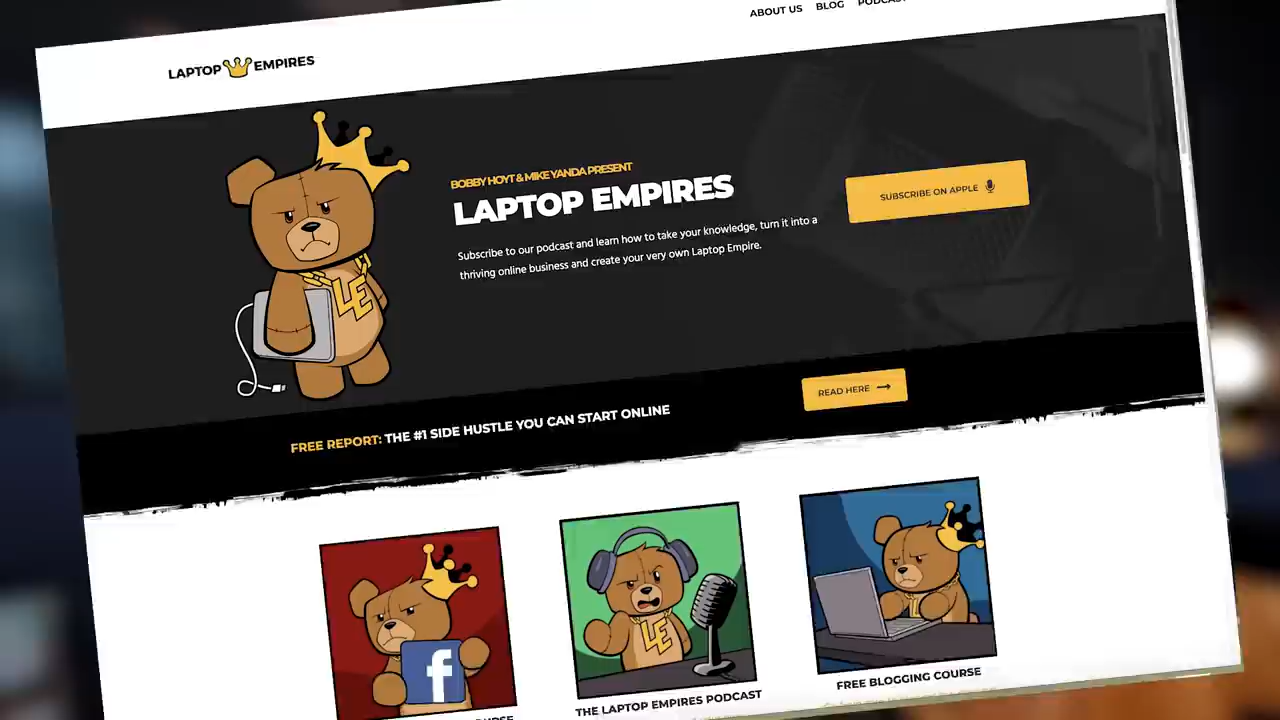 ABOUT US BLOG PODCAST
LAPTOP EMPIRES
BOBBY HOYT & MIKE YANDA PRESENT
LAPTOP EMPIRES
Subscribe to our podcast and learn how to take your knowledge, turn it into a
thriving online business and create your very own Laptop Empire.
SUBSCRIBE ON APPLE
LE
FREE REPORT: THE #1 SIDE HUSTLE YOU CAN START ONLINE
READ HERE
f
LE
THE LAPTOP EMPIRES PODCAST
FREE BLOGGING COURSE